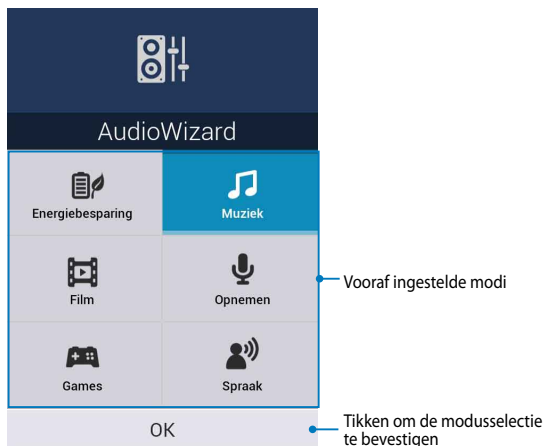 AudioWizard
Energiebesparing
Muziek
Film
Opnemen
Vooraf ingestelde modi
Games
Spraak
OK
Tikken om de modusselectie
te bevestigen